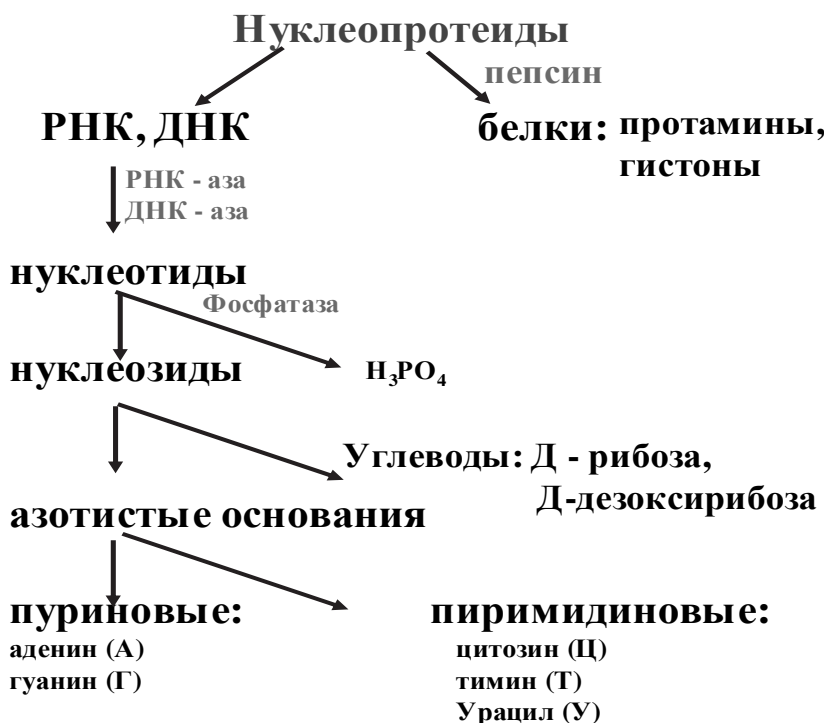 Нуклеопротеиды
пепсин
РНК, ДНК
белки: протамины,
гистоны
РНК - аза
ДНК - аза
нуклеотиды
Фосфатаза
нуклеозиды
H₃PO₄
Углеводы: Д - рибоза,
Д-дезоксирибоза
азотистые основания
пуриновые:
аденин (А)
гуанин (Г)
пиримидиновые:
цитозин (Ц)
тимин (Т)
Урацил (У)